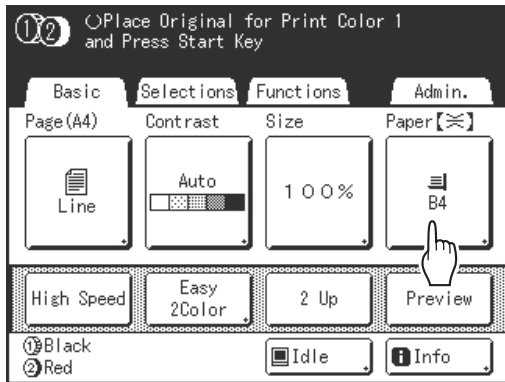 ①② Place Original for Print Color 1
and Press Start Key
Basic Selections Functions Admin.
Page(A4) Contrast Size Paper【✂】
Line
Auto
100%
B4
High Speed
Easy
2Color
2 Up
Preview
①Black
②Red
Idle
Info